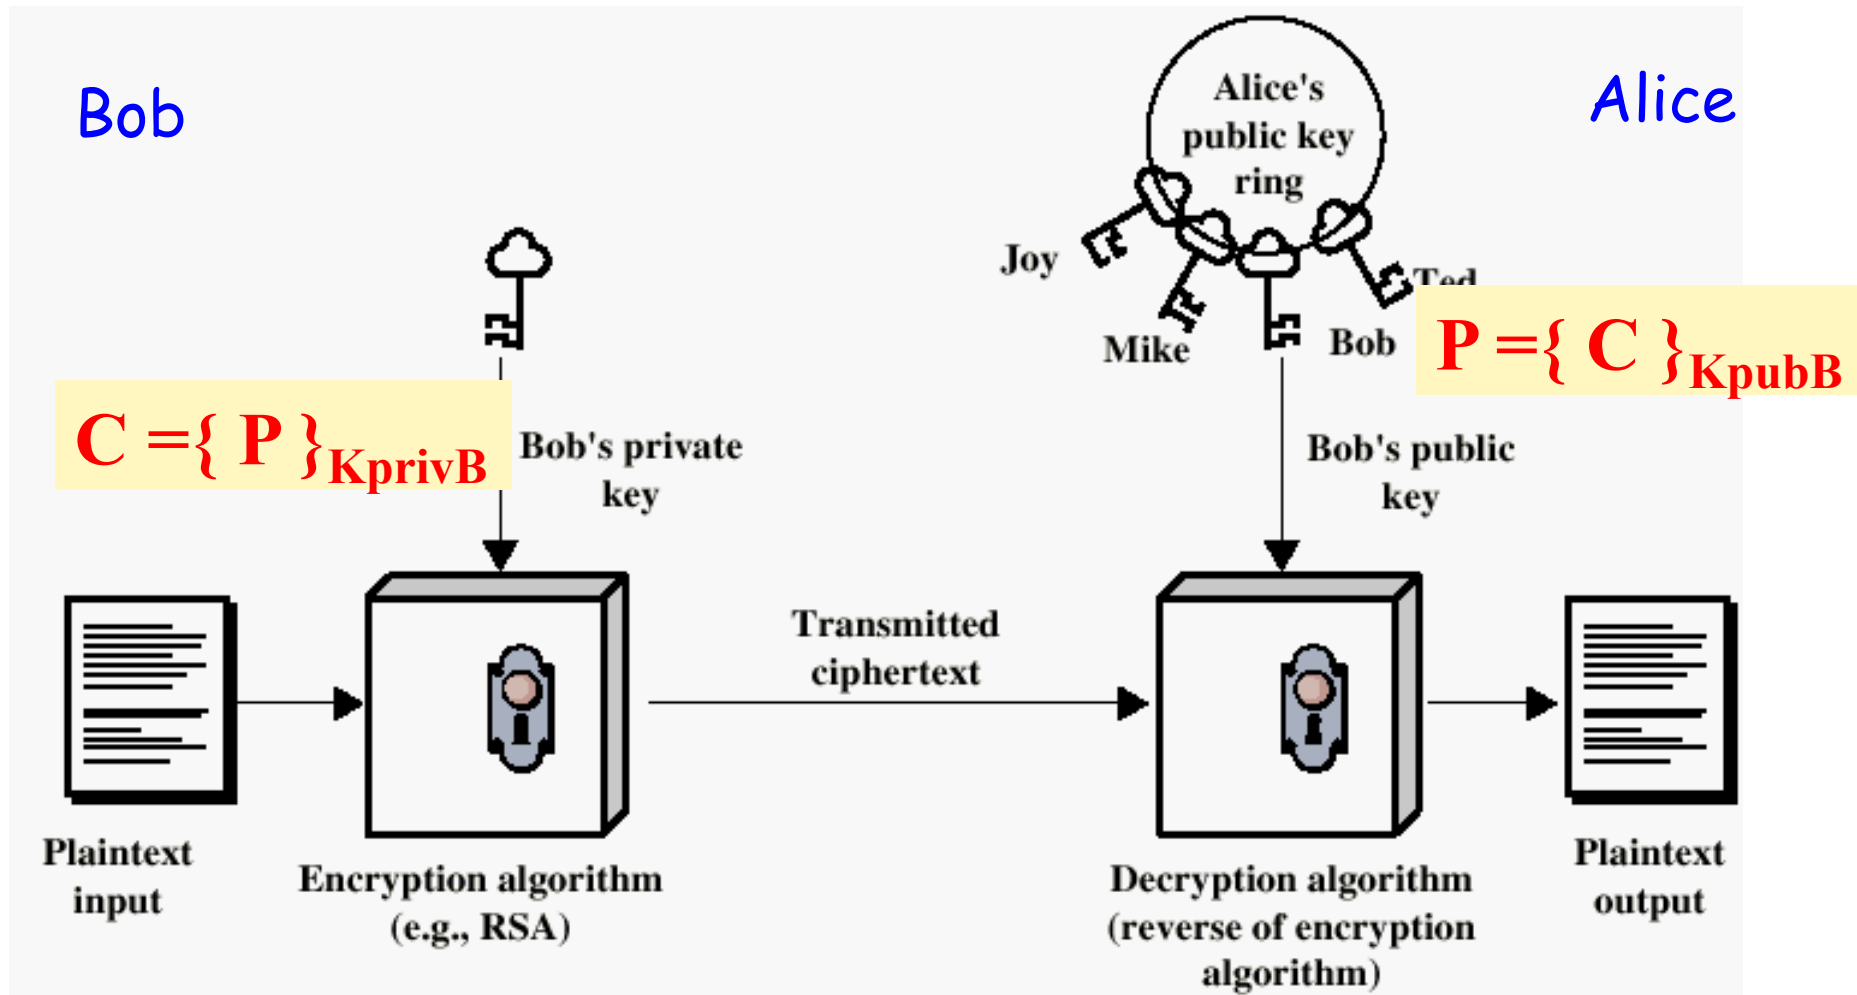 Bob
Alice
Alice's
public key
ring
Joy
Mike
Bob
Ted
P ={ C }KpubB
C ={ P }KprivB
Bob's private
key
Bob's public
key
Transmitted
ciphertext
Plaintext
input
Encryption algorithm
(e.g., RSA)
Decryption algorithm
(reverse of encryption
algorithm)
Plaintext
output